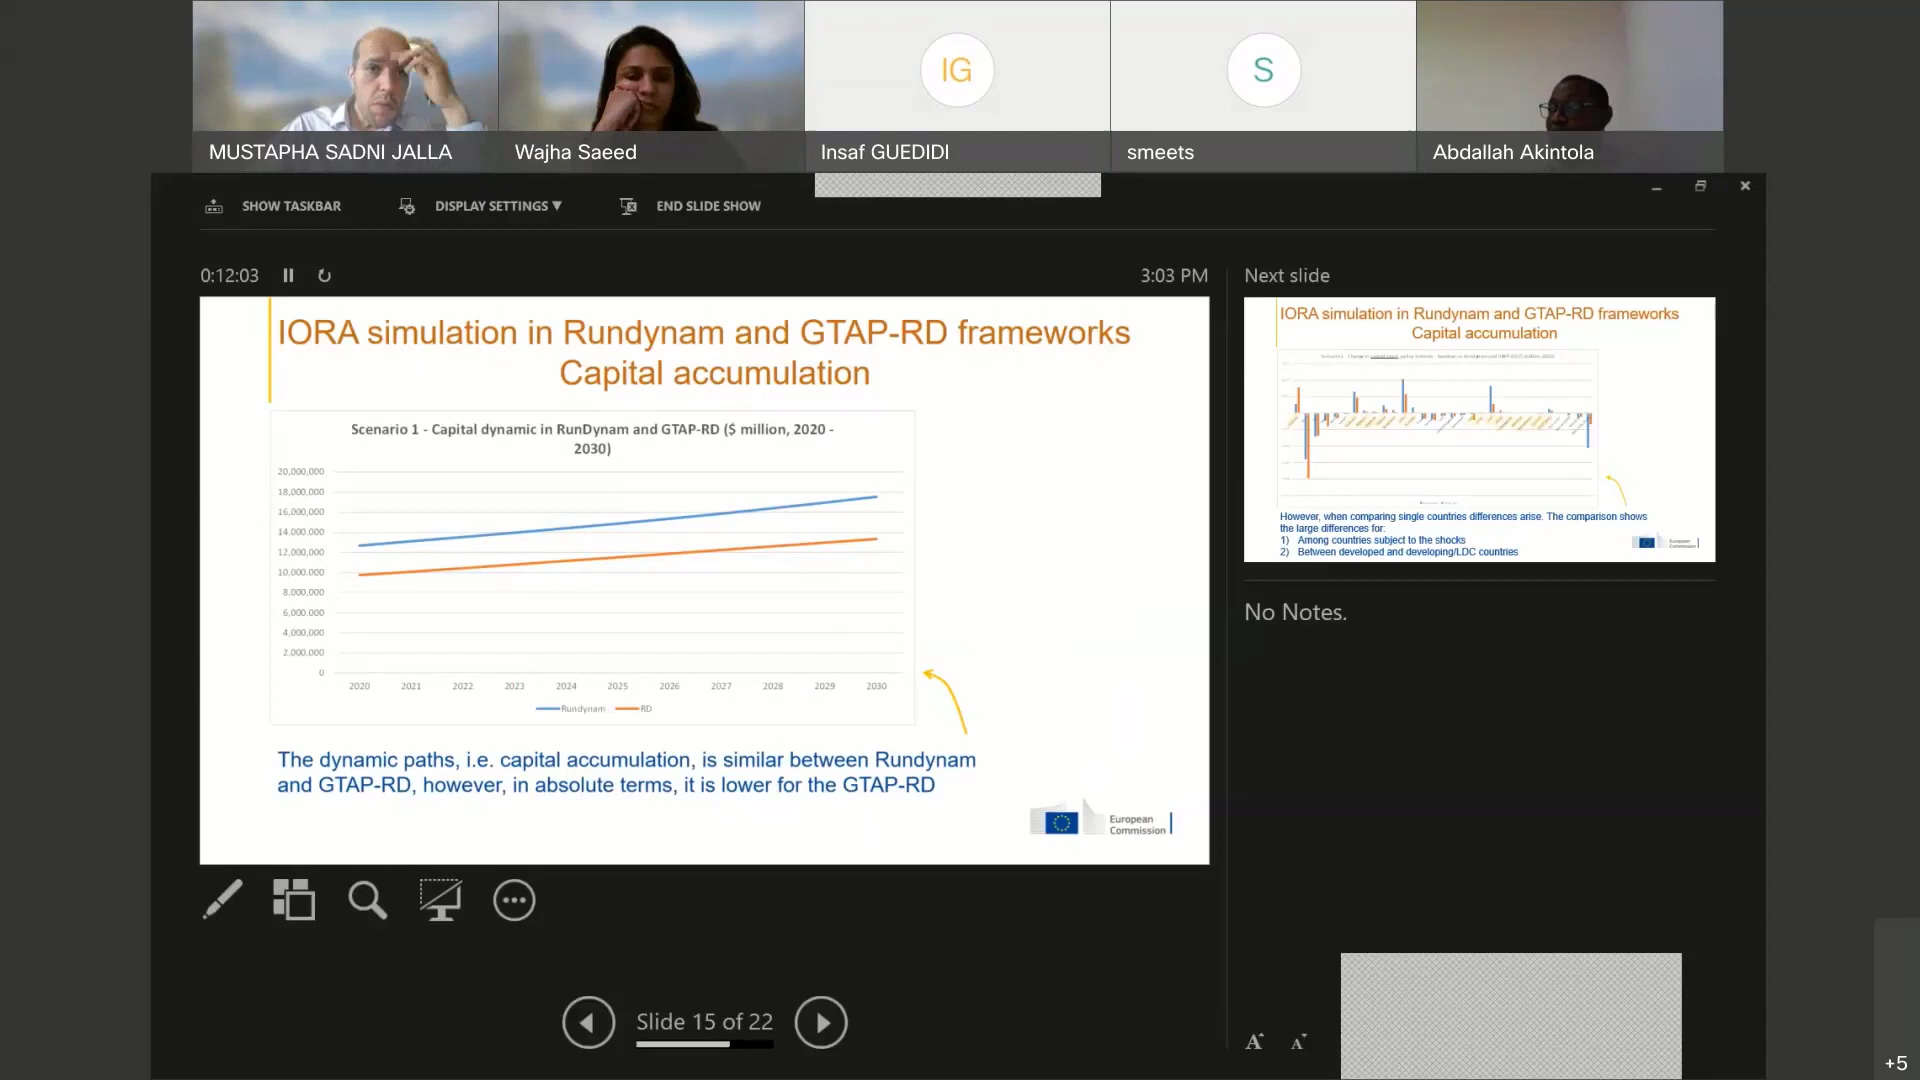 IG
S
MUSTAPHA SADNI JALLA
Wajha Saeed
Insaf GUEDIDI
smeets
Abdallah Akintola
SHOW TASKBAR
DISPLAY SETTINGS ▼
END SLIDE SHOW
0:12:03
3:03 PM
IORA simulation in Rundynam and GTAP-RD frameworks
Capital accumulation
Scenario 1 - Capital dynamic in RunDynam and GTAP-RD ($ million, 2020 -
2030)
20,000,000
18,000,000
16,000,000
14,000,000
12,000,000
10,000,000
8,000,000
6,000,000
4,000,000
2,000,000
0
2020 2021 2022 2023 2024 2025 2026 2027 2028 2029 2030
Rundynam RD
The dynamic paths, i.e. capital accumulation, is similar between Rundynam
and GTAP-RD, however, in absolute terms, it is lower for the GTAP-RD
European
Commission
Slide 15 of 22
Next slide
IORA simulation in Rundynam and GTAP-RD frameworks
Capital accumulation
However, when comparing single countries differences arise. The comparison shows
the large differences for:
1) Among countries subject to the shocks
2) Between developed and developing/LDC countries
European
Commission
No Notes.
A A
+5